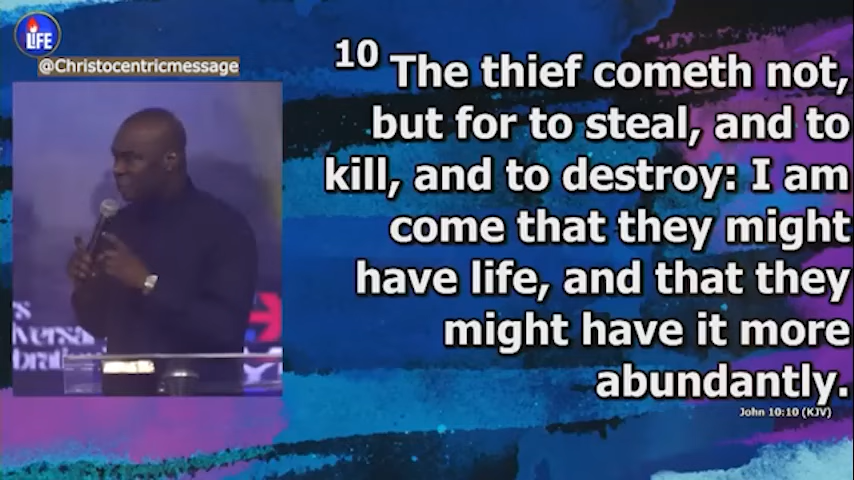 LIFE
@Christocentricmessage
10 The thief cometh not,
but for to steal, and to
kill, and to destroy: I am
come that they might
have life, and that they
might have it more
abundantly.
John 10:10 (KJV)